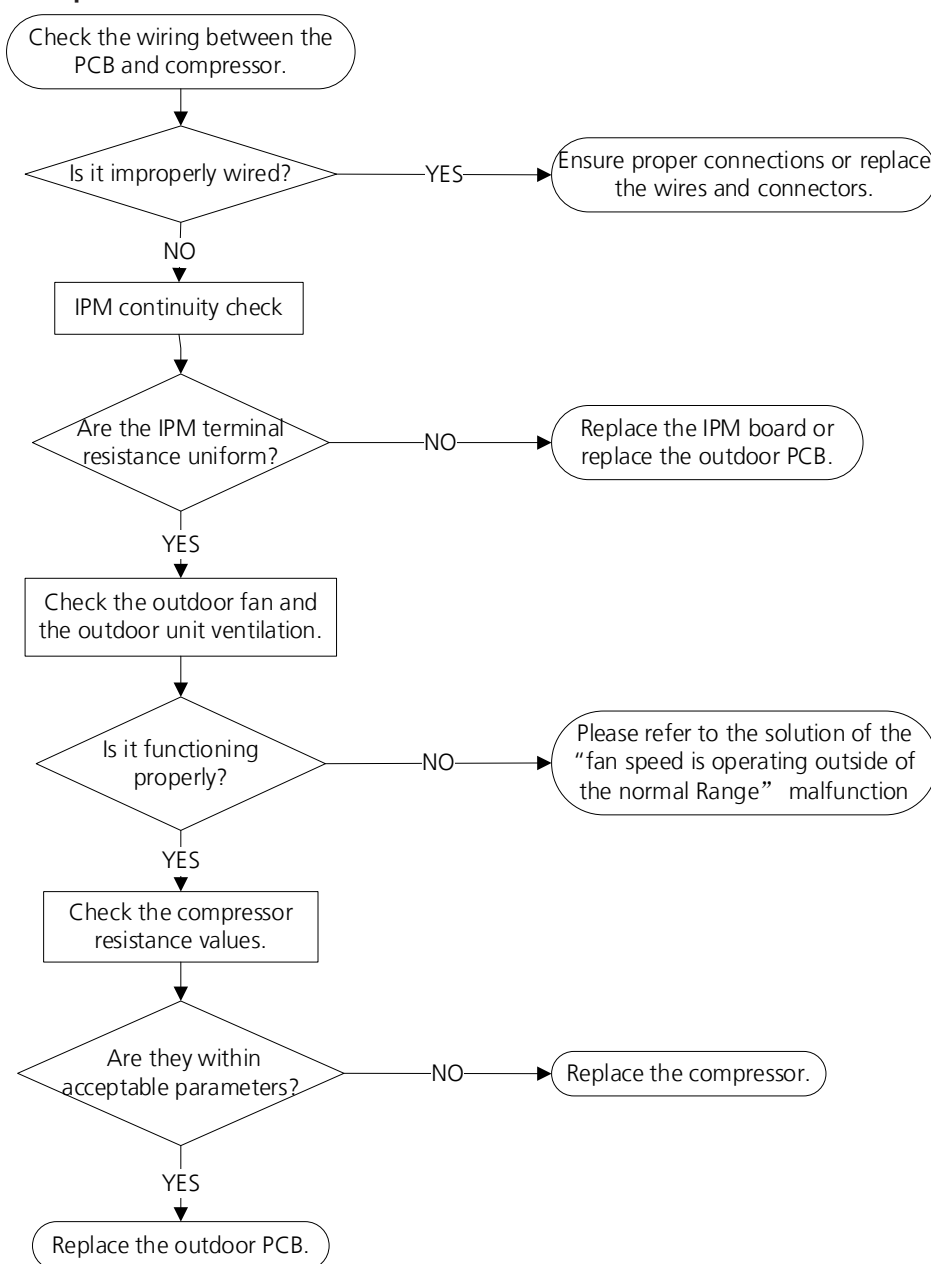 Check the wiring between the
PCB and compressor.
Is it improperly wired?
YES
Ensure proper connections or replace
the wires and connectors.
NO
IPM continuity check
Are the IPM terminal
resistance uniform?
NO
Replace the IPM board or
replace the outdoor PCB.
YES
Check the outdoor fan and
the outdoor unit ventilation.
Is it functioning
properly?
NO
Please refer to the solution of the
“fan speed is operating outside of
the normal Range” malfunction
YES
Check the compressor
resistance values.
Are they within
acceptable parameters?
NO
Replace the compressor.
YES
Replace the outdoor PCB.